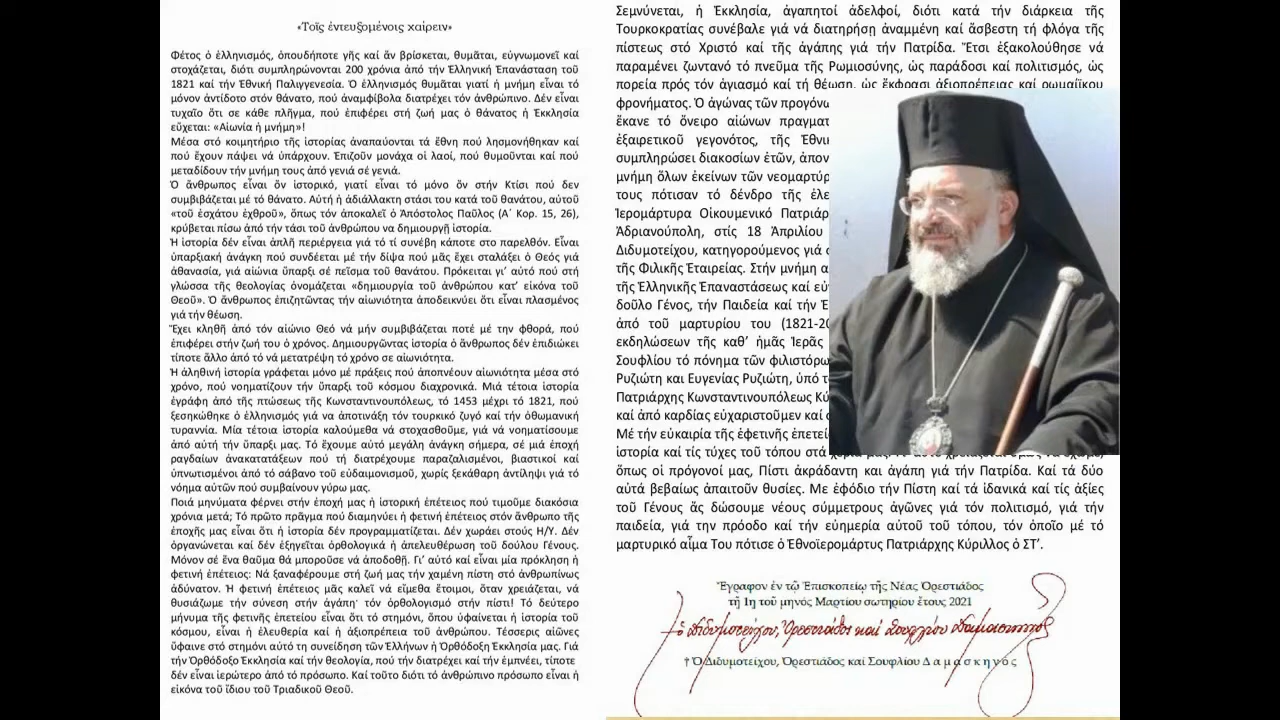 «Τοῖς ἐντευξομένοις χαίρειν»
Φέτος ὁ ἑλληνισμός, ὁπουδήποτε γῆς καί ἄν βρίσκεται, θυμᾶται, εὐγνωμονεῖ καί
στοχάζεται, διότι συμπληρώνονται 200 χρόνια ἀπό τήν Ἑλληνική Ἐπανάσταση τοῦ
1821 καί τήν Ἐθνική Παλιγγενεσία. Ὁ ἑλληνισμός θυμᾶται γιατί ἡ μνήμη εἶναι τό
μόνον ἀντίδοτο στόν θάνατο, πού ἀναμφίβολα διατρέχει τόν ἀνθρώπινο. Δέν εἶναι
τυχαῖο ὅτι σέ κάθε πλῆγμα, πού ἐπιφέρει στή ζωή μας ὁ θάνατος ἡ Ἐκκλησία
εὔχεται: «Αἰωνία ἡ μνήμη»!
Μέσα στό κοιμητήριο τῆς ἱστορίας ἀναπαύονται τά ἔθνη πού λησμονήθηκαν καί
πού ἔχουν πάψει νά ὑπάρχουν. Ἐπιζοῦν μονάχα οἱ λαοί, πού θυμοῦνται καί πού
μεταδίδουν τήν μνήμη τους ἀπό γενιά σέ γενιά.
Ὁ ἄνθρωπος εἶναι ὄν ἱστορικό, γιατί εἶναι τό μόνο ὄν στήν Κτίσι πού δεν
συμβιβάζεται μέ τό θάνατο. Αὐτή ἡ ἀδιάλλακτη στάσι του κατά τοῦ θανάτου, αὐτοῦ
«τοῦ ἐσχάτου ἐχθροῦ», ὅπως τόν ἀποκαλεῖ ὁ Ἀπόστολος Παῦλος (Α΄ Κορ. 15, 26),
κρύβεται πίσω ἀπό τήν τάσι τοῦ ἀνθρώπου νά δημιουργῇ ἱστορία.
Ἡ ἱστορία δέν εἶναι ἁπλῆ περιέργεια γιά τό τί συνέβη κάποτε στο παρελθόν. Εἶναι
ὑπαρξιακή ἀνάγκη πού συνδέεται μέ τήν δίψα πού μᾶς ἔχει σταλάξει ὁ Θεός γιά
ἀθανασία, γιά αἰώνια ὕπαρξι σέ πεῖσμα τοῦ θανάτου. Πρόκειται γι’ αὐτό πού στή
γλώσσα τῆς θεολογίας ὀνομάζεται «δημιουργία τοῦ ἀνθρώπου κατ’ εἰκόνα τοῦ
Θεοῦ». Ὁ ἄνθρωπος ἐπιζητῶντας τήν αἰωνιότητα ἀποδεικνύει ὅτι εἶναι πλασμένος
γιά τήν θέωση.
Ἔχει κληθῆ ἀπό τόν αἰώνιο Θεό νά μήν συμβιβάζεται ποτέ μέ την φθορά, πού
ἐπιφέρει στήν ζωή του ὁ χρόνος. Δημιουργῶντας ἱστορία ὁ ἄνθρωπος δέν ἐπιδιώκει
τίποτε ἄλλο ἀπό τό νά μετατρέψη τό χρόνο σε αἰωνιότητα.
Ἡ ἀληθινή ἱστορία γράφεται μόνο μέ πράξεις πού ἀποπνέουν αἰωνιότητα μέσα στό
χρόνο, πού νοηματίζουν τήν ὕπαρξι τοῦ κόσμου διαχρονικά. Μιά τέτοια ἱστορία
ἐγράφη ἀπό τῆς πτώσεως τῆς Κωνσταντινουπόλεως, τό 1453 μέχρι τό 1821, πού
ξεσηκώθηκε ὁ ἑλληνισμός γιά νά ἀποτινάξη τόν τουρκικό ζυγό καί τήν ὀθωμανική
τυραννία. Μία τέτοια ἱστορία καλούμεθα νά στοχασθοῦμε, γιά νά νοηματίσουμε
ἀπό αὐτή τήν ὕπαρξι μας. Τό ἔχουμε αὐτό μεγάλη ἀνάγκη σήμερα, σέ μιά ἐποχή
ραγδαίων ἀνακατατάξεων πού τή διατρέχουμε παραζαλισμένοι, βιαστικοί και
ὑπνωτισμένοι ἀπό τό σάβανο τοῦ εὐδαιμονισμοῦ, χωρίς ξεκάθαρη ἀντίληψι γιά τό
νόημα αὐτῶν πού συμβαίνουν γύρω μας.
Ποιά μηνύματα φέρνει στήν ἐποχή μας ἡ ἱστορική ἐπέτειος πού τιμοῦμε διακόσια
χρόνια μετά; Τό πρῶτο πρᾶγμα πού διαμηνύει ἡ φετινή ἐπέτειος στόν ἄνθρωπο τῆς
ἐποχῆς μας εἶναι ὅτι ἡ ἱστορία δέν προγραμματίζεται. Δέν χωράει στούς Η/Υ. Δέν
ὀργανώνεται καί δέν ἐξηγεῖται ὀρθολογικά ἡ ἀπελευθέρωση τοῦ δούλου Γένους.
Μόνον σέ ἕνα θαῦμα θά μποροῦσε νά ἀποδοθῇ. Γι’ αὐτό καί εἶναι μία πρόκληση ἡ
φετινή ἐπέτειος: Νά ξαναφέρουμε στή ζωή μας τήν χαμένη πίστη στό ἀνθρωπίνως
ἀδύνατον. Ἡ φετινή ἐπέτειος μᾶς καλεῖ νά εἴμεθα ἕτοιμοι, ὅταν χρειάζεται, νά
θυσιάζωμε τήν σύνεση στήν ἀγάπη· τόν ὀρθολογισμό στήν πίστι! Τό δεύτερο
μήνυμα τῆς φετινῆς ἐπετείου εἶναι ὅτι τό στημόνι, ὅπου ὑφαίνεται ἡ ἱστορία τοῦ
κόσμου, εἶναι ἡ ἐλευθερία καί ἡ ἀξιοπρέπεια τοῦ ἀνθρώπου. Τέσσερις αἰῶνες
ὕφαινε στό στημόνι αὐτό τη συνείδηση τῶν Ἑλλήνων ἡ Ὀρθόδοξη Ἐκκλησία μας. Γιά
τήν Ὀρθόδοξο Ἐκκλησία καί τήν θεολογία, πού τήν διατρέχει καί τήν ἐμπνέει, τίποτε
δέν εἶναι ἱερώτερο ἀπό τό πρόσωπο. Καί τοῦτο διότι τό ἀνθρώπινο πρόσωπο εἶναι ἡ
εἰκόνα τοῦ ἴδιου τοῦ Τριαδικοῦ Θεοῦ.
Σεμνύνεται, ἡ Ἐκκλησία, ἀγαπητοί ἀδελφοί, διότι κατά τήν διάρκεια τῆς
Τουρκοκρατίας συνέβαλε γιά νά διατηρήσῃ ἀναμμένη καί ἄσβεστη τή φλόγα τῆς
πίστεως στό Χριστό καί τῆς ἀγάπης γιά τήν Πατρίδα. Ἔτσι ἐξακολούθησε νά
παραμένει ζωντανό τό πνεῦμα τῆς Ρωμιοσύνης, ὡς παράδοσι καί πολιτισμός, ὡς
πορεία πρός τόν ἁγιασμό καί τή θέωση, ὡς ἔκφρασι ἀξιοπρέπειας καί ρωμαίικου
φρονήματος. Ὁ ἀγώνας τῶν προγόνω
ἔκανε τό ὄνειρο αἰώνων πραγματ
ἐξαιρετικοῦ γεγονότος, τῆς Ἐθνικ
συμπληρώσει διακοσίων ἐτῶν, ἀπον
μνήμη ὅλων ἐκείνων τῶν νεομαρτύρ
τους πότισαν τό δένδρο τῆς ἐλε
Ἱερομάρτυρα Οἰκουμενικό Πατριάρ
Ἀδριανούπολη, στίς 18 Ἀπριλίου
Διδυμοτείχου, κατηγορούμενος γιά
τῆς Φιλικῆς Ἑταιρείας. Στήν μνήμη α
τῆς Ἑλληνικῆς Ἐπαναστάσεως καί εὐ
δοῦλο Γένος, τήν Παιδεία καί τήν Ἐ
ἀπό τοῦ μαρτυρίου του (1821-20
ἐκδηλώσεων τῆς καθ’ ἡμᾶς Ἱερᾶς
Σουφλίου τό πόνημα τῶν φιλιστόρω
Ρυζιώτη και Εὐγενίας Ρυζιώτη, ὑπό τ
Πατριάρχης Κωνσταντινουπόλεως Κύ
καί ἀπό καρδίας εὐχαριστοῦμεν καί
Μέ τήν εὐκαιρία τῆς ἐφετινῆς ἐπετεί
ἱστορία καί τίς τύχες τοῦ τόπου στά
ὅπως οἱ πρόγονοί μας, Πίστι ἀκράδαντη και ἀγάπη γιά τήν Πατρίδα. Καί τά δύο
αὐτά βεβαίως ἀπαιτοῦν θυσίες. Με ἐφόδιο τήν Πίστη καί τά ἰδανικά καί τίς ἀξίες
τοῦ Γένους ἄς δώσουμε νέους σύμμετρους ἀγῶνες γιά τόν πολιτισμό, γιά τήν
παιδεία, γιά την πρόοδο καί τήν εὐημερία αὐτοῦ τοῦ τόπου, τόν ὁποῖο μέ τό
μαρτυρικό αἷμα Του πότισε ὁ Ἐθνοϊερομάρτυς Πατριάρχης Κύριλλος ὁ ΣΤ’.
Ἔγραφον ἐν τῷ Ἐπισκοπείῳ τῆς Νέας Ὀρεστιάδος
τῇ 1ῃ τοῦ μηνός Μαρτίου σωτηρίου ἔτους 2021
ὁ Διδυμοτείχου, Ὀρεστιάδος καί Σουφλίου Δαμασκηνός
† Ὁ Διδυμοτείχου, Ὀρεστιάδος καί Σουφλίου Δ α μ α σ κ η ν ό ς